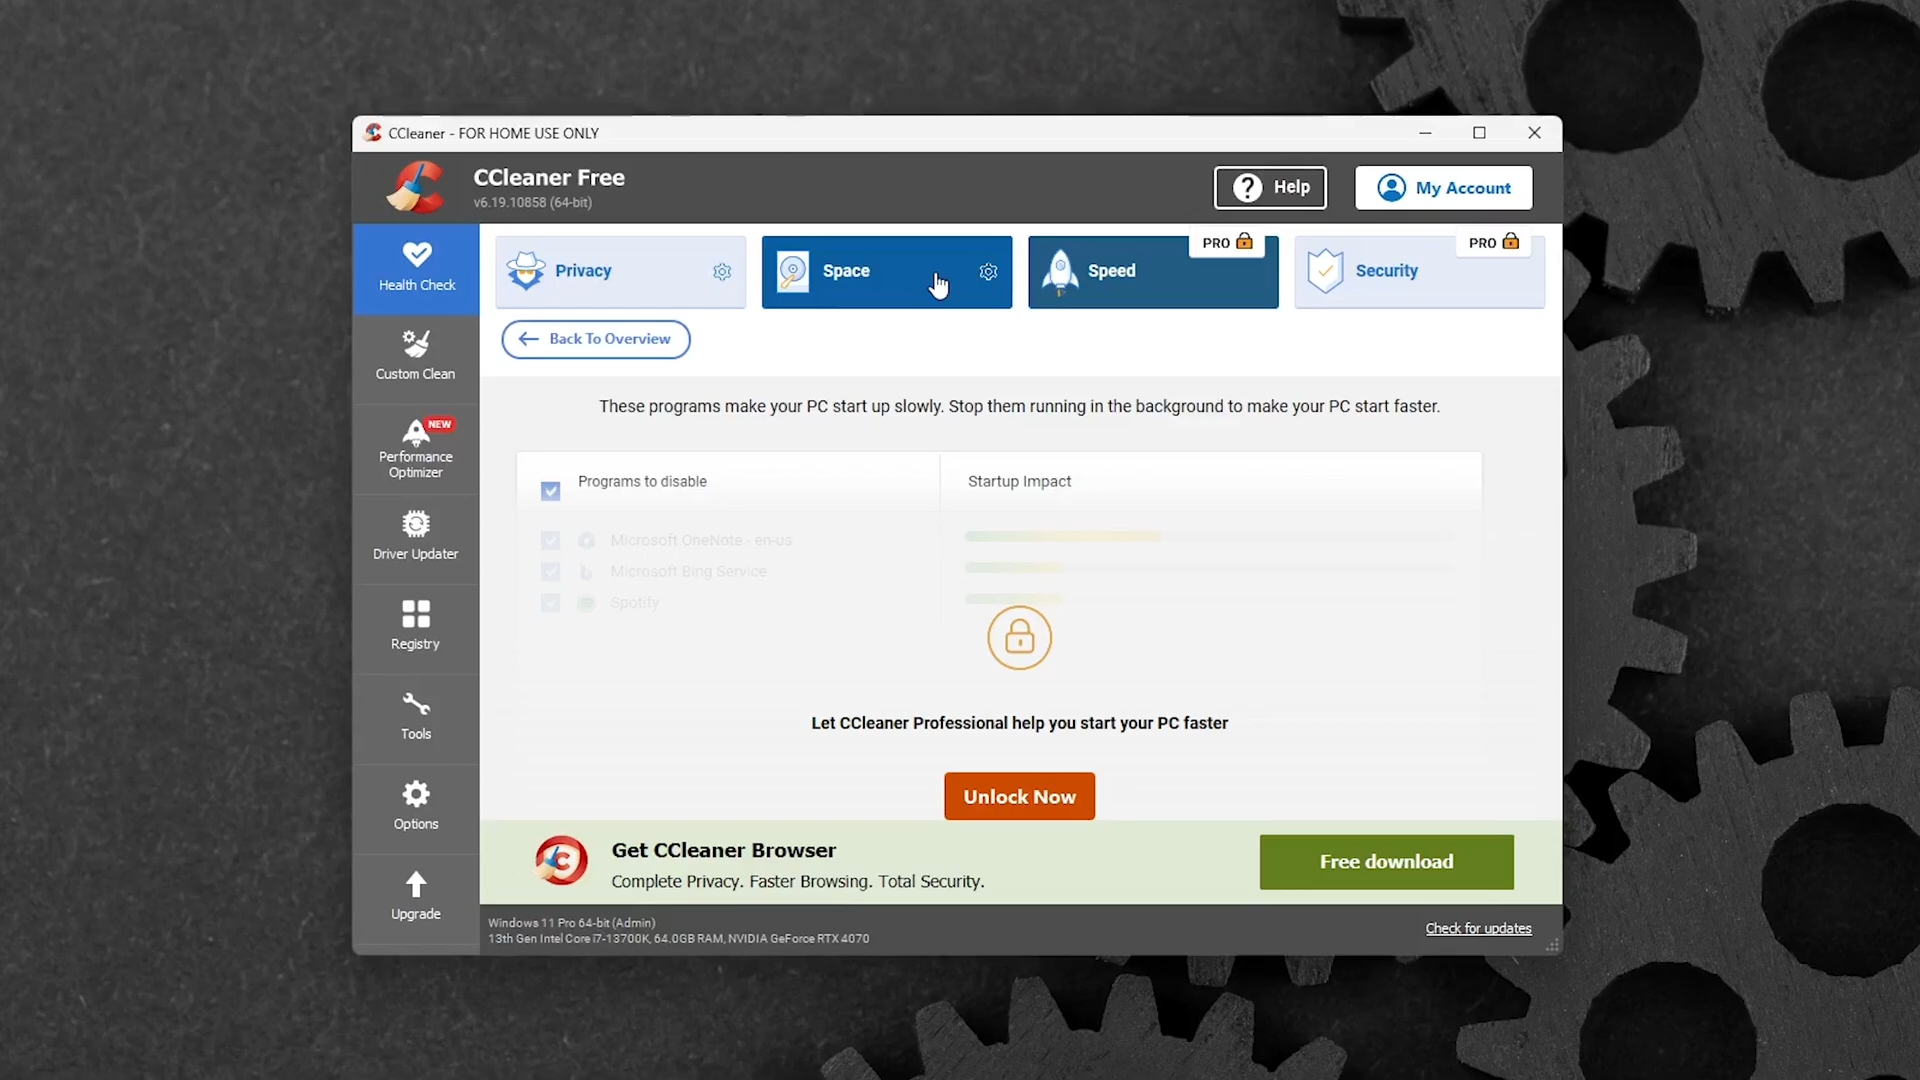 CCleaner - FOR HOME USE ONLY
CCleaner Free
v6.19.10858 (64-bit)
Help
My Account
Health Check
Custom Clean
NEW
Performance
Optimizer
Driver Updater
Registry
Tools
Options
Upgrade
Privacy
Space
Speed
PRO
Security
PRO
Back To Overview
These programs make your PC start up slowly. Stop them running in the background to make your PC start faster.
Programs to disable
Startup Impact
Microsoft OneNote - en-us
Microsoft Bing Service
Spotify
Let CCleaner Professional help you start your PC faster
Unlock Now
Get CCleaner Browser
Complete Privacy. Faster Browsing. Total Security.
Free download
Windows 11 Pro 64-bit (Admin)
13th Gen Intel Core i7-13700K, 64.0GB RAM, NVIDIA GeForce RTX 4070
Check for updates